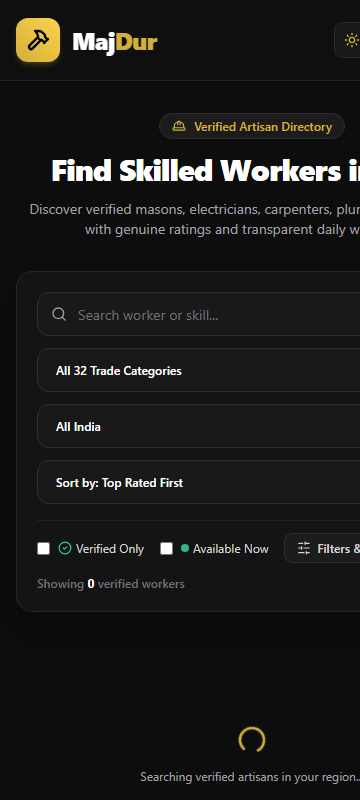 MajDur
Verified Artisan Directory
Find Skilled Workers i
Discover verified masons, electricians, carpenters, plu
with genuine ratings and transparent daily w
Search worker or skill...
All 32 Trade Categories
All India
Sort by: Top Rated First
Verified Only
Available Now
Filters &
Showing 0 verified workers
Searching verified artisans in your region..